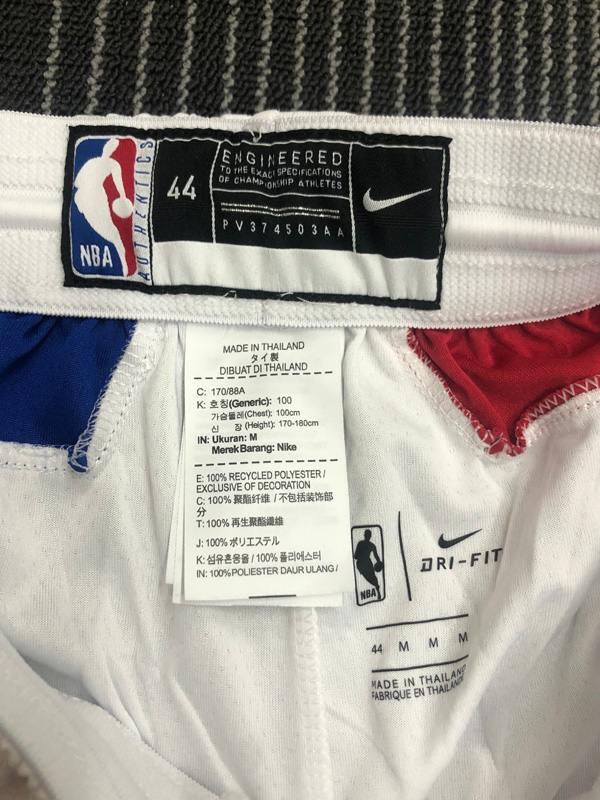 NBA
AUTHENTICS
44
ENGINEERED
TO THE EXACT SPECIFICATIONS
OF CHAMPIONSHIP ATHLETES
PV374503AA
MADE IN THAILAND
タイ製
DIBUAT DI THAILAND
C: 170/88A
K: 호칭(Generic): 100
가슴둘레(Chest): 100cm
신 장(Height): 170-180cm
IN: Ukuran: M
MerekBarang: Nike
E: 100% RECYCLED POLYESTER /
EXCLUSIVE OF DECORATION
C: 100% 聚酯纤维 / 不包括装饰部
分
T: 100% 再生聚酯纖維
J: 100% ポリエステル
K: 섬유혼용율 / 100% 폴리에스터
IN: 100%POLIESTER DAUR ULANG /
NBA
DRI-FIT
44 M M M
MADE IN THAILAND
FABRIQUE EN THAILANDE